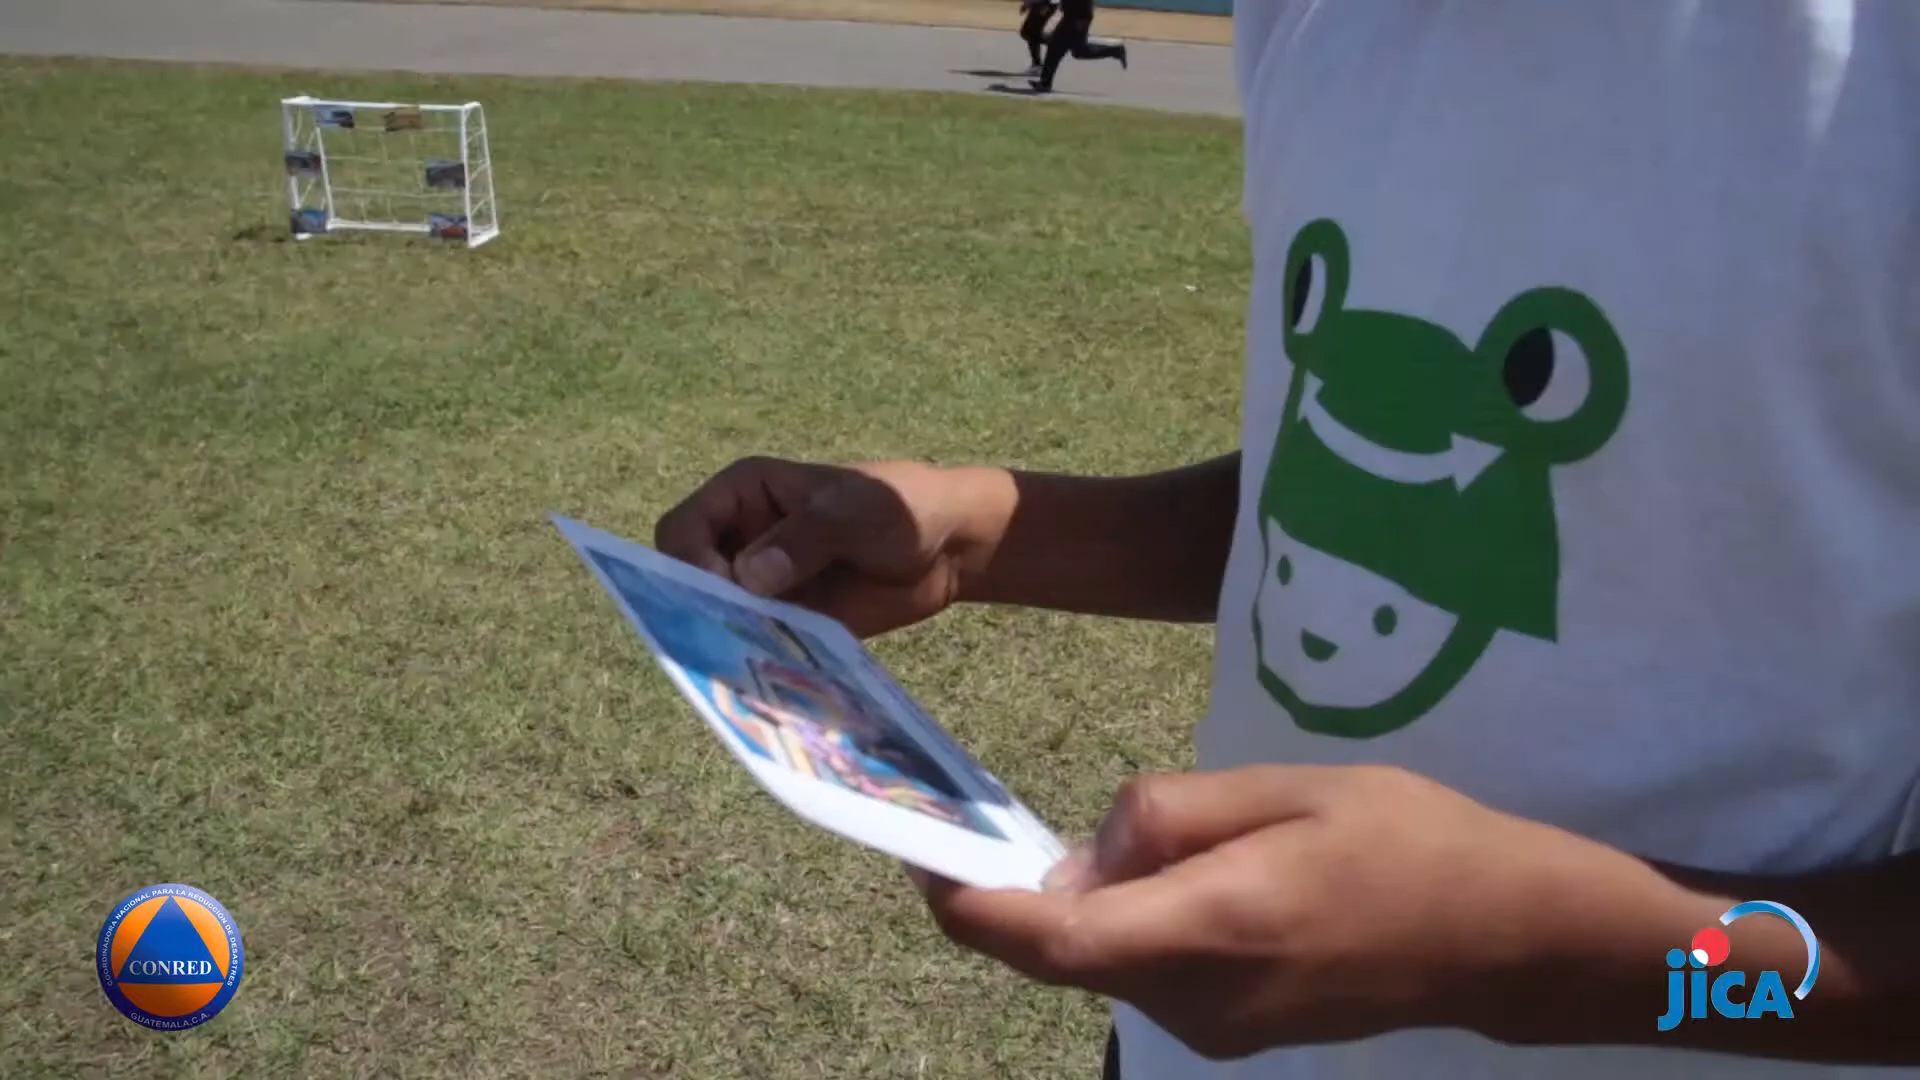 COORDINADORA NACIONAL PARA LA REDUCCIÓN DE DESASTRES
CONRED
GUATEMALA, C.A.
jica